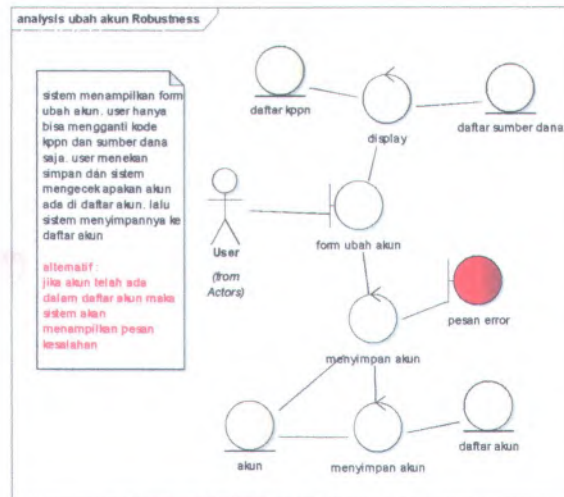 analysis ubah akun Robustness
sistem menampilkan form
ubah akun. user hanya
bisa mengganti kode
kppn dan sumber dana
saja. user menekan
simpan dan sistem
mengecek apakan akun
ada di daftar akun. lalu
sistem menyimpannya ke
daftar akun
alternatif :
jika akun telah ada
dalam daftar akun maka
sistem akan
menampilkan pesan
kesalahan
daftar kppn
display
daftar sumber dana
User
(from
Actors)
form ubah akun
pesan error
menyimpan akun
akun
menyimpan akun
daftar akun